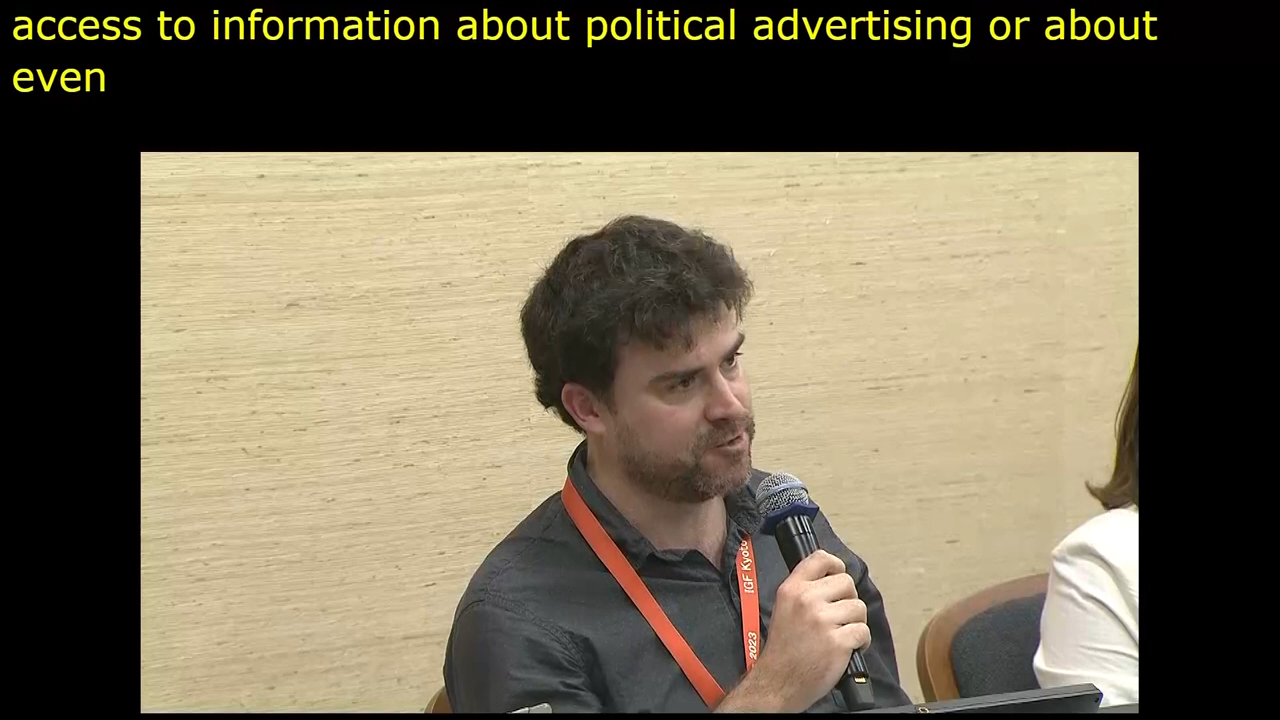 access to information about political advertising or about
even
IGF Kyoto
2023